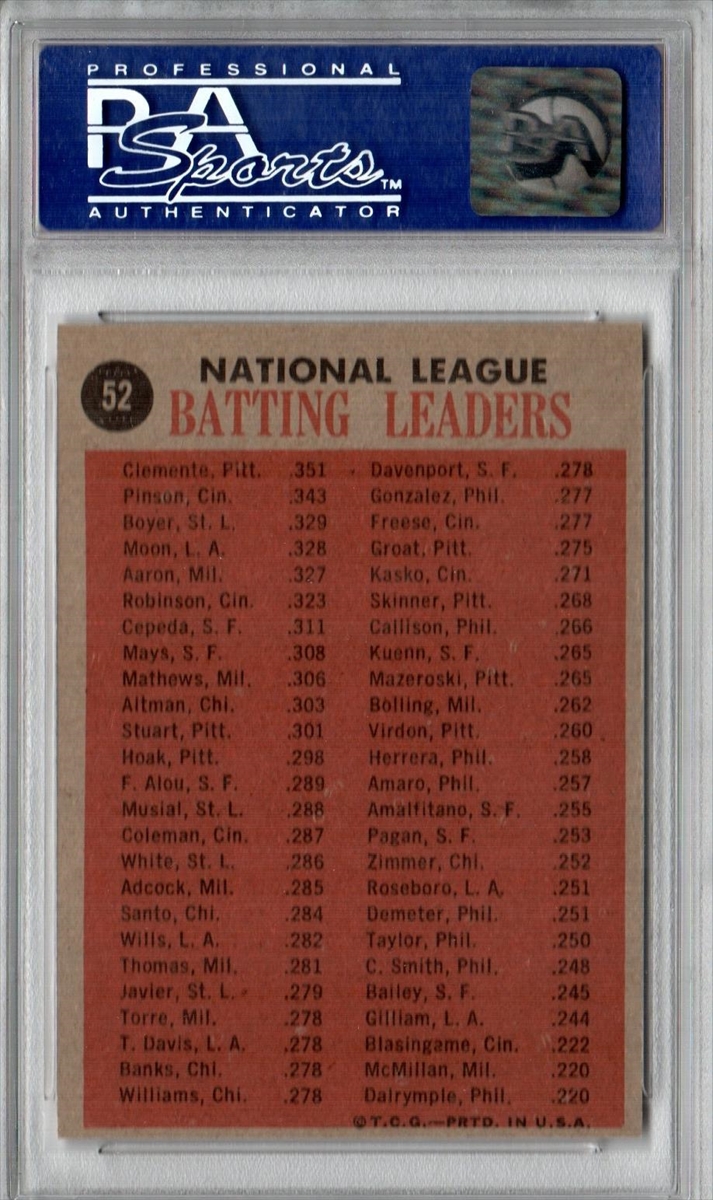 PROFESSIONAL
PSA
Sports™
AUTHENTICATOR
52
NATIONAL LEAGUE
BATTING LEADERS
Clemente, Pitt. .351 Davenport, S. F. .278
Pinson, Cin. .343 Gonzalez, Phil. .277
Boyer, St. L. .329 Freese, Cin. .277
Moon, L. A. .328 Groat, Pitt. .275
Aaron, Mil. .327 Kasko, Cin. .271
Robinson, Cin. .323 Skinner, Pitt. .268
Cepeda, S. F. .311 Callison, Phil. .266
Mays, S. F. .308 Kuenn, S. F. .265
Mathews, Mil. .306 Mazeroski, Pitt. .265
Altman, Chi. .303 Bolling, Mil. .262
Stuart, Pitt. .301 Virdon, Pitt. .260
Hoak, Pitt. .298 Herrera, Phil. .258
F. Alou, S. F. .289 Amaro, Phil. .257
Musial, St. L. .288 Amalfitano, S. F. .255
Coleman, Cin. .287 Pagan, S. F. .253
White, St. L. .286 Zimmer, Chi. .252
Adcock, Mil. .285 Roseboro, L. A. .251
Santo, Chi. .284 Demeter, Phil. .251
Wills, L. A. .282 Taylor, Phil. .250
Thomas, Mil. .281 C. Smith, Phil. .248
Javier, St. L. .279 Bailey, S. F. .245
Torre, Mil. .278 Gilliam, L. A. .244
T. Davis, L. A. .278 Blasingame, Cin. .222
Banks, Chi. .278 McMillan, Mil. .220
Williams, Chi. .278 Dalrymple, Phil. .220
©T.C.G.—PRTD. IN U.S.A.